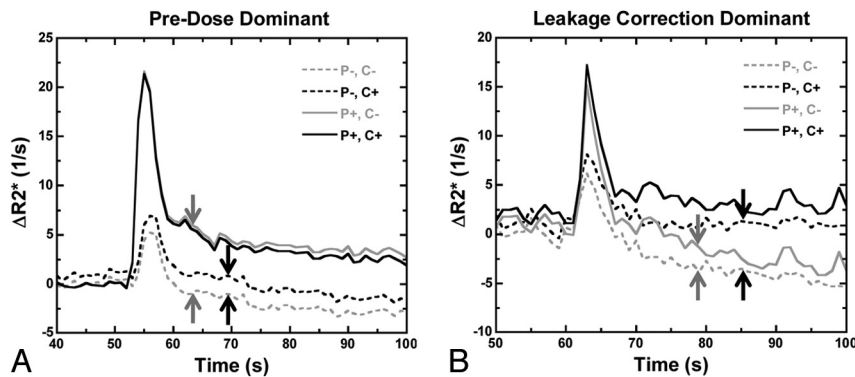 Pre-Dose Dominant
ΔR2* (1/s)
25
20
15
10
5
0
-5
P-, C-
P-, C+
P+, C-
P+, C+
40 50 60 70 80 90 100
Time (s)
A
Leakage Correction Dominant
ΔR2* (1/s)
20
15
10
5
0
-5
-10
P-, C-
P-, C+
P+, C-
P+, C+
50 60 70 80 90 100
Time (s)
B